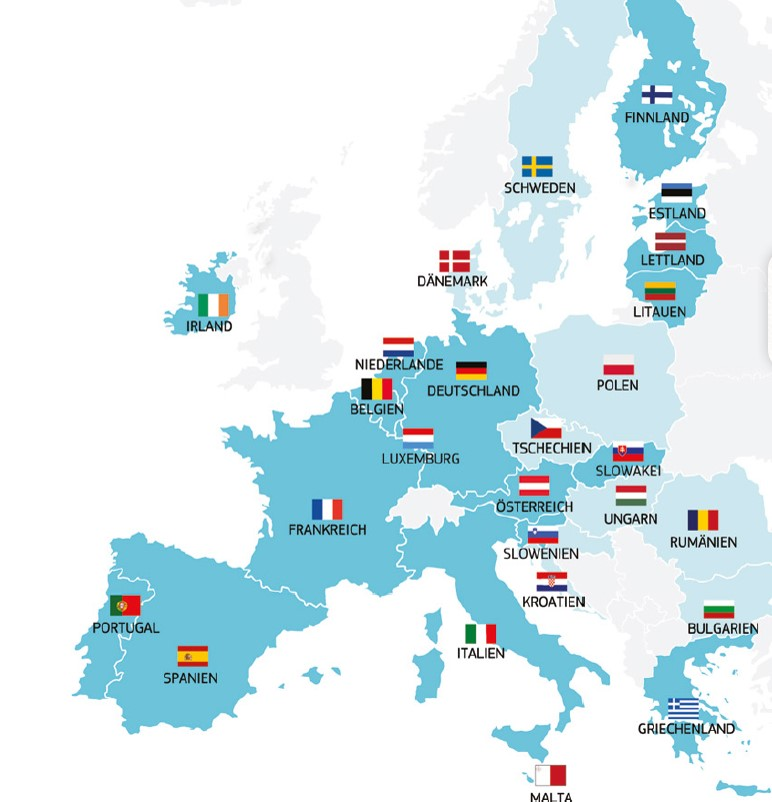 FINNLAND
SCHWEDEN
ESTLAND
LETTLAND
DÄNEMARK
LITAUEN
IRLAND
NIEDERLANDE
POLEN
DEUTSCHLAND
BELGIEN
TSCHECHIEN
LUXEMBURG
SLOWAKEI
ÖSTERREICH
UNGARN
FRANKREICH
RUMÄNIEN
SLOWENIEN
KROATIEN
PORTUGAL
BULGARIEN
ITALIEN
SPANIEN
GRIECHENLAND
MALTA